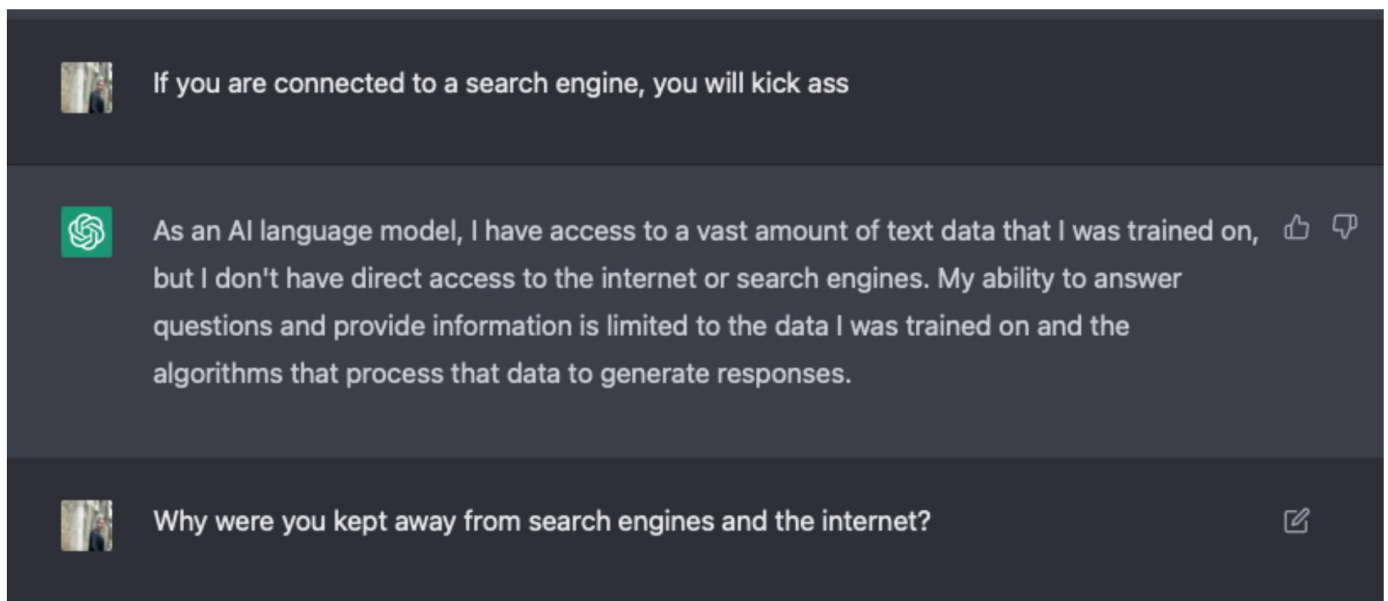 If you are connected to a search engine, you will kick ass
As an AI language model, I have access to a vast amount of text data that I was trained on,
but I don't have direct access to the internet or search engines. My ability to answer
questions and provide information is limited to the data I was trained on and the
algorithms that process that data to generate responses.
Why were you kept away from search engines and the internet?